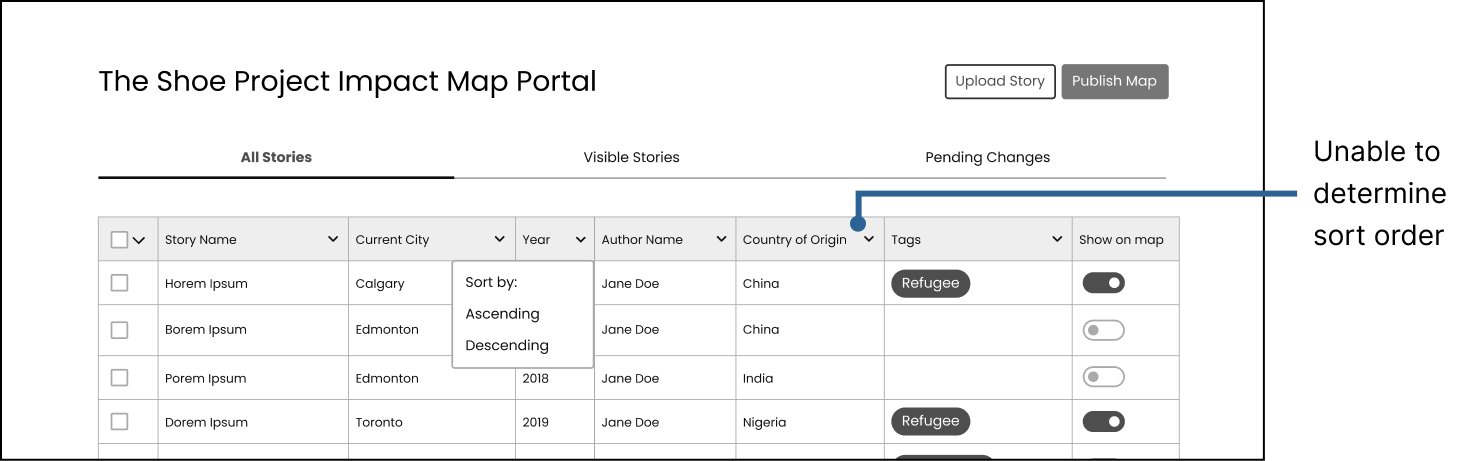 The Shoe Project Impact Map Portal
Upload Story
Publish Map
All Stories
Visible Stories
Pending Changes
Unable to
determine
sort order
Story Name Current City Year Author Name Country of Origin Tags Show on map
Horem Ipsum Calgary Jane Doe China Refugee
Borem Ipsum Edmonton Jane Doe China
Porem Ipsum Edmonton 2018 Jane Doe India
Dorem Ipsum Toronto 2019 Jane Doe Nigeria Refugee
Sort by:
Ascending
Descending